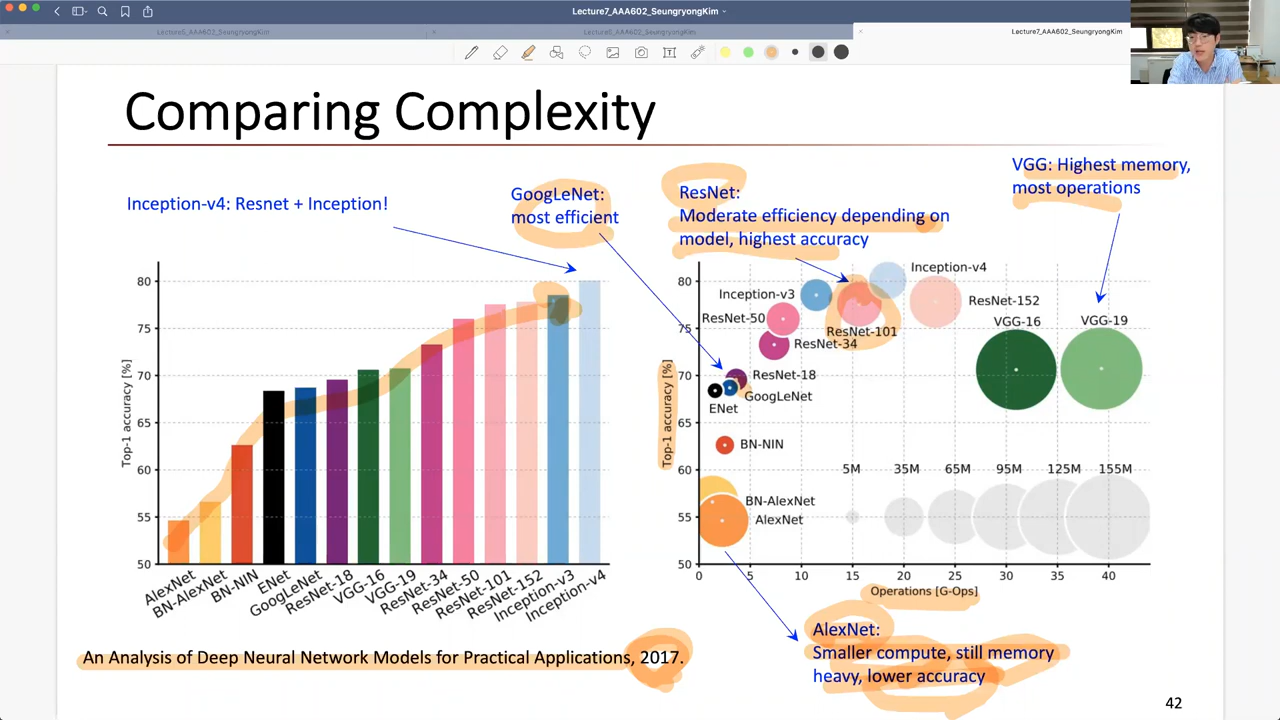 Lecture7_AAA602_SeungryongKim
Lecture5_AAA602_SeungryongKim
Lecture7_AAA602_SeungryongKim
Comparing Complexity
Inception-v4: Resnet + Inception!
GoogLeNet:
most efficient
ResNet:
Moderate efficiency depending on
model, highest accuracy
VGG: Highest memory,
most operations
Top-1 accuracy [%]
80
75
70
65
60
55
50
AlexNet
BN-AlexNet
BN-NIN
ENet
GoogLeNet
ResNet-18
VGG-16
VGG-19
ResNet-34
ResNet-50
ResNet-101
ResNet-152
Inception-v3
Inception-v4
Top-1 accuracy [%]
80
75
70
65
60
55
50
Inception-v4
Inception-v3
ResNet-152
ResNet-50
VGG-16
VGG-19
ResNet-101
ResNet-34
ResNet-18
GoogLeNet
ENet
BN-NIN
5M
35M
65M
95M
125M
155M
BN-AlexNet
AlexNet
0
5
10
15
20
25
30
35
40
Operations [G-Ops]
AlexNet:
Smaller compute, still memory
heavy, lower accuracy
An Analysis of Deep Neural Network Models for Practical Applications, 2017.
42